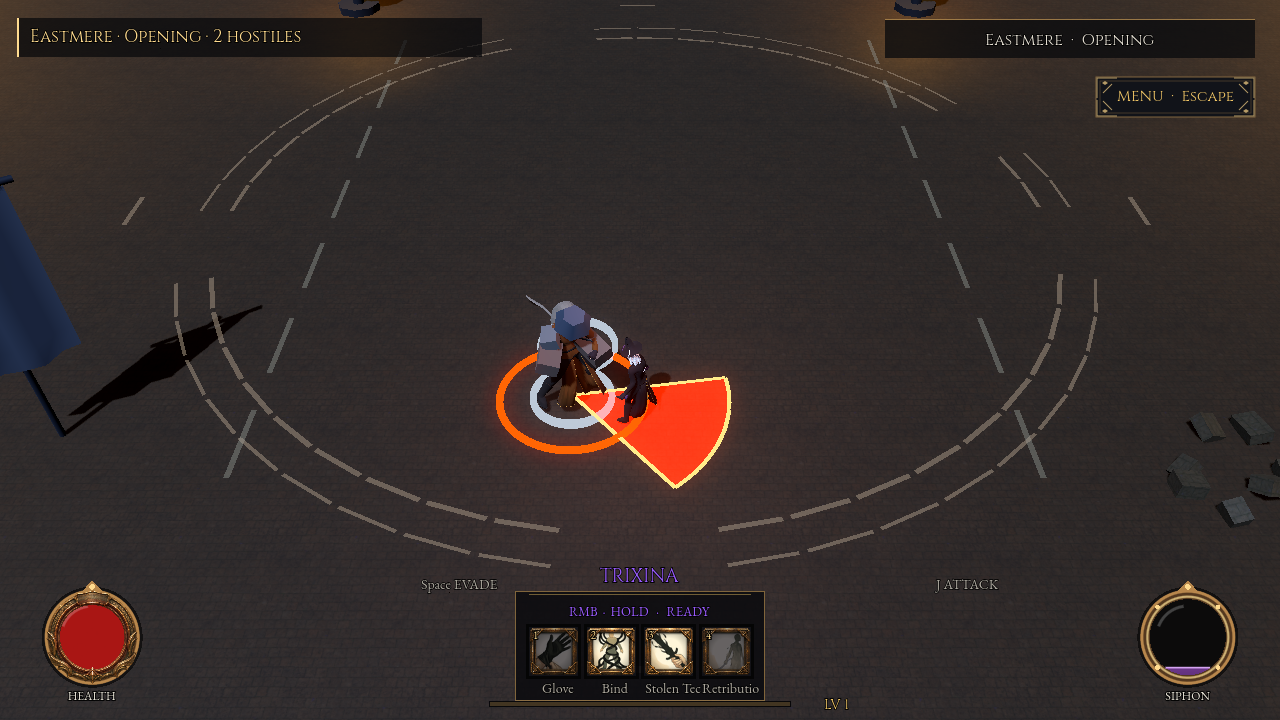 Eastmere · Opening · 2 hostiles
Eastmere · Opening
MENU · Escape
Space EVADE
TRIXINA
J ATTACK
RMB · HOLD · READY
1 2 3 4
Glove Bind Stolen Tec Retributio
HEALTH
SIPHON
LV 1